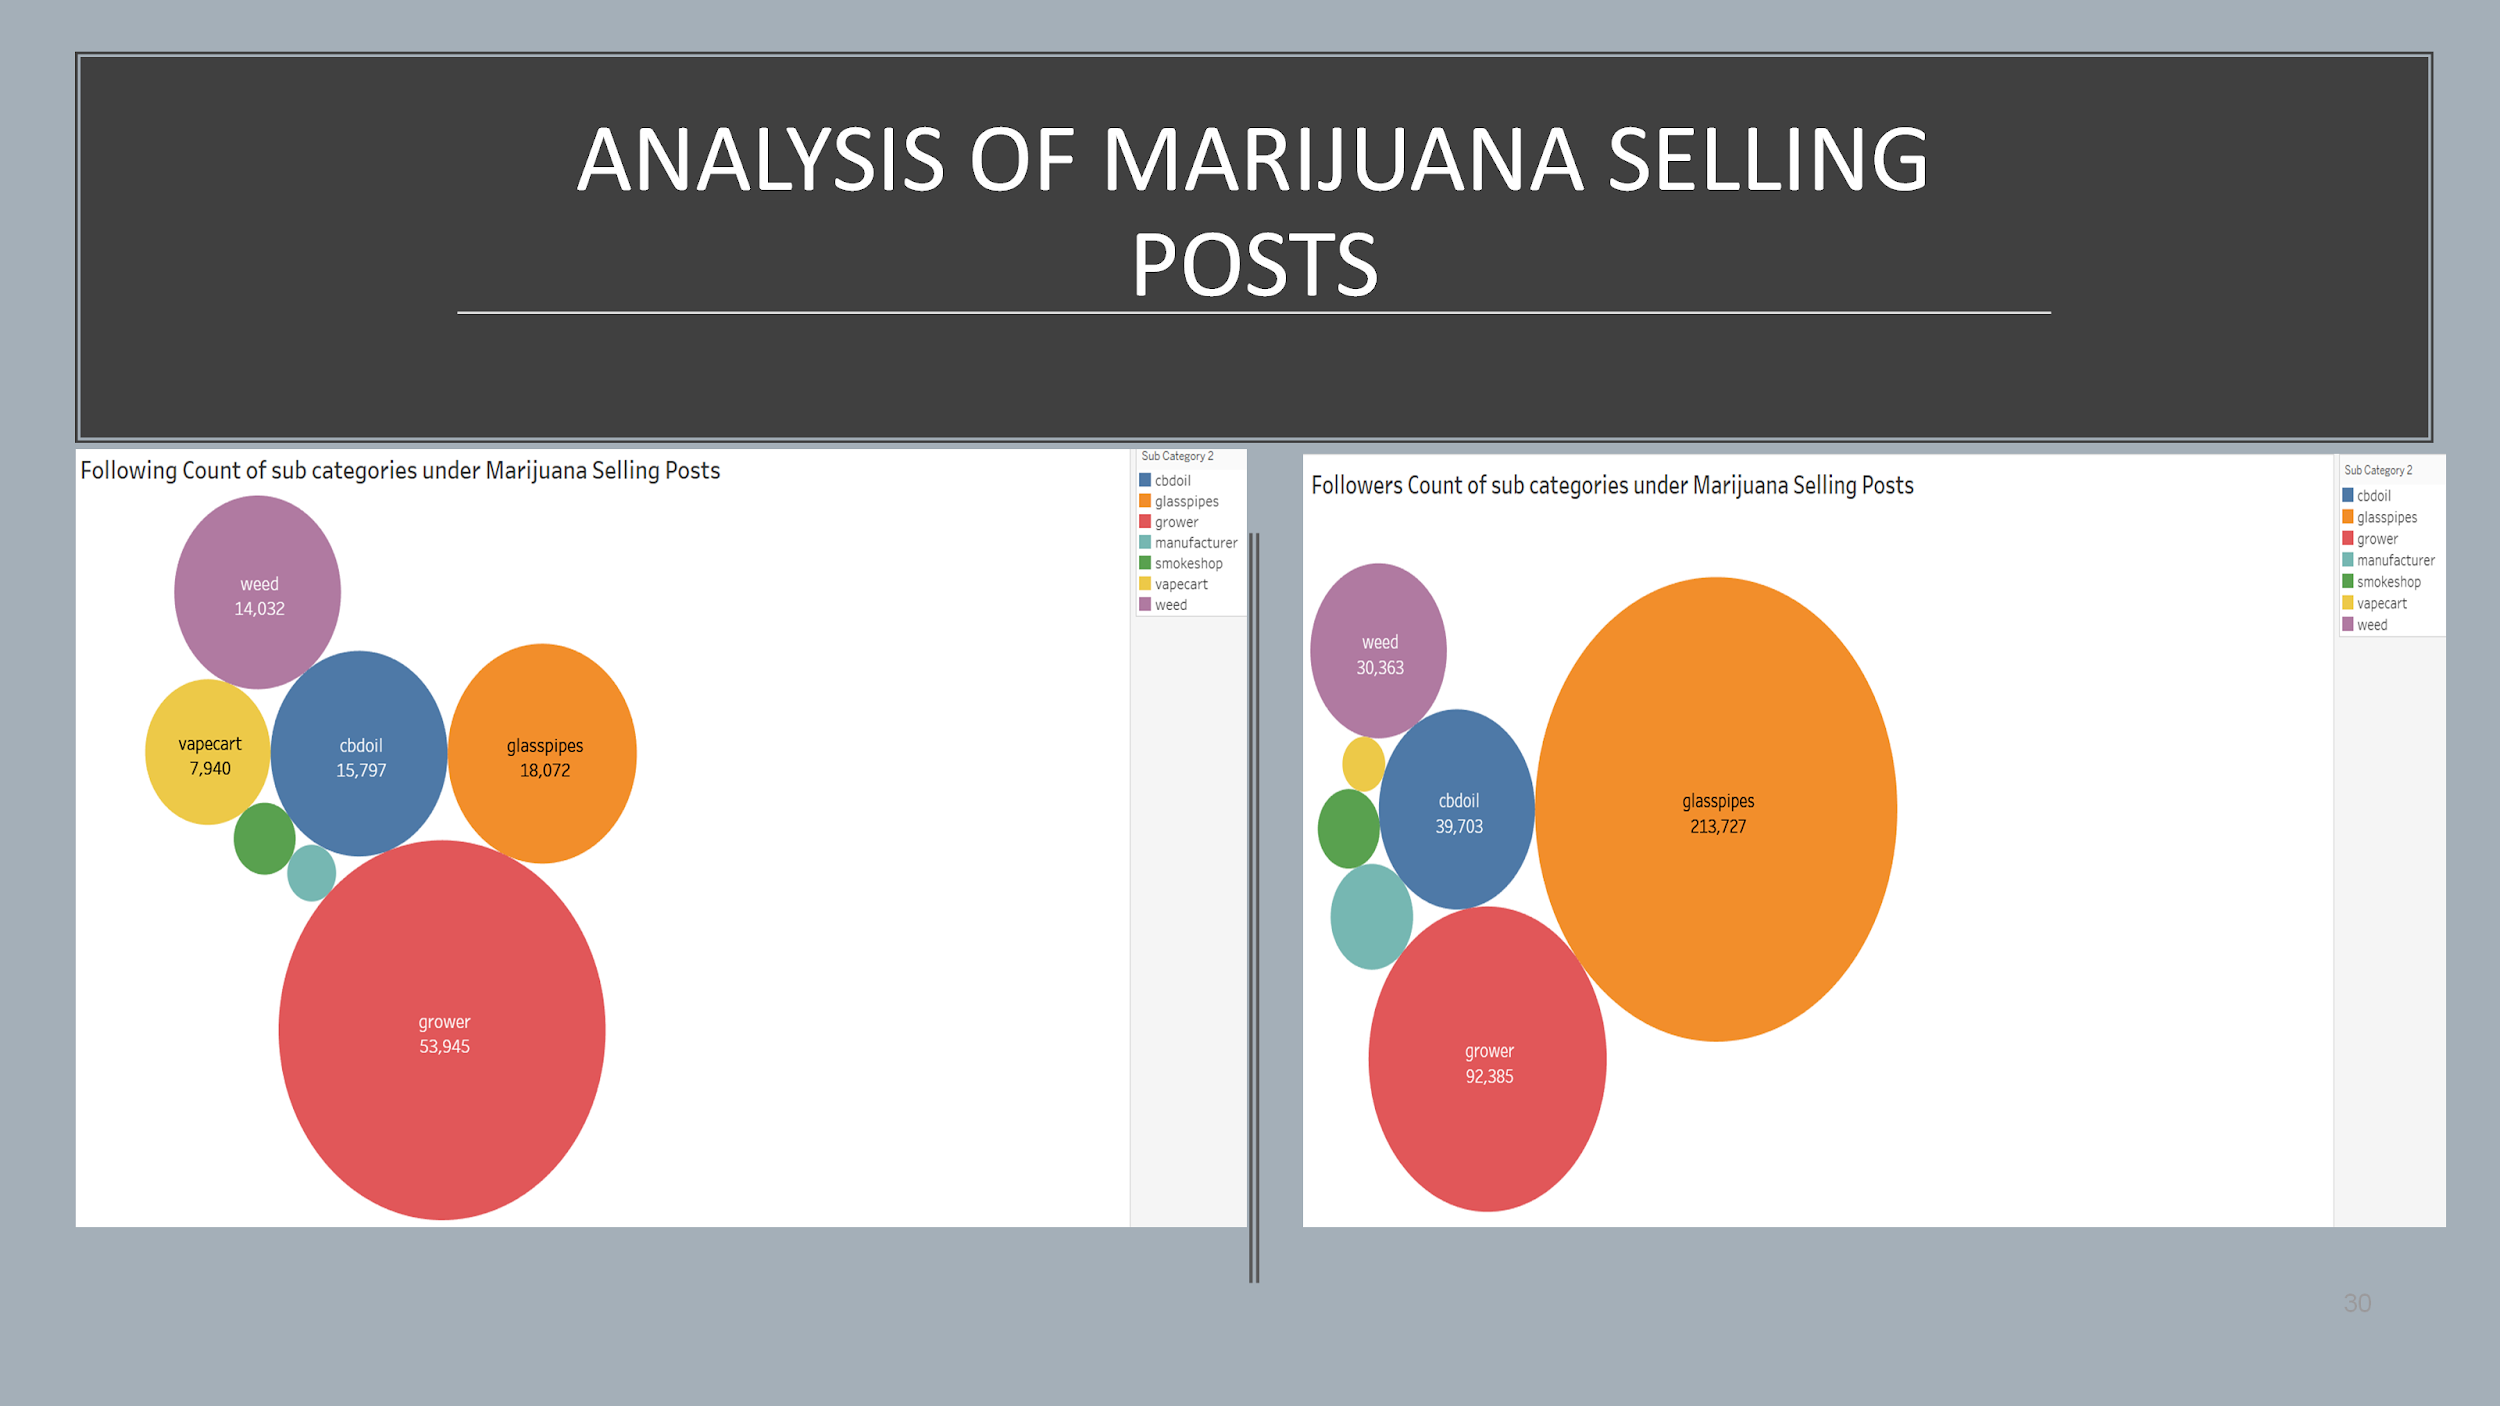 ANALYSIS OF MARIJUANA SELLING
POSTS
Following Count of sub categories under Marijuana Selling Posts
weed
14,032
vapecart
7,940
cbdoil
15,797
glasspipes
18,072
grower
53,945
Sub Category 2
cbdoil
glasspipes
grower
manufacturer
smokeshop
vapecart
weed
Followers Count of sub categories under Marijuana Selling Posts
weed
30,363
cbdoil
39,703
glasspipes
213,727
grower
92,385
Sub Category 2
cbdoil
glasspipes
grower
manufacturer
smokeshop
vapecart
weed
30